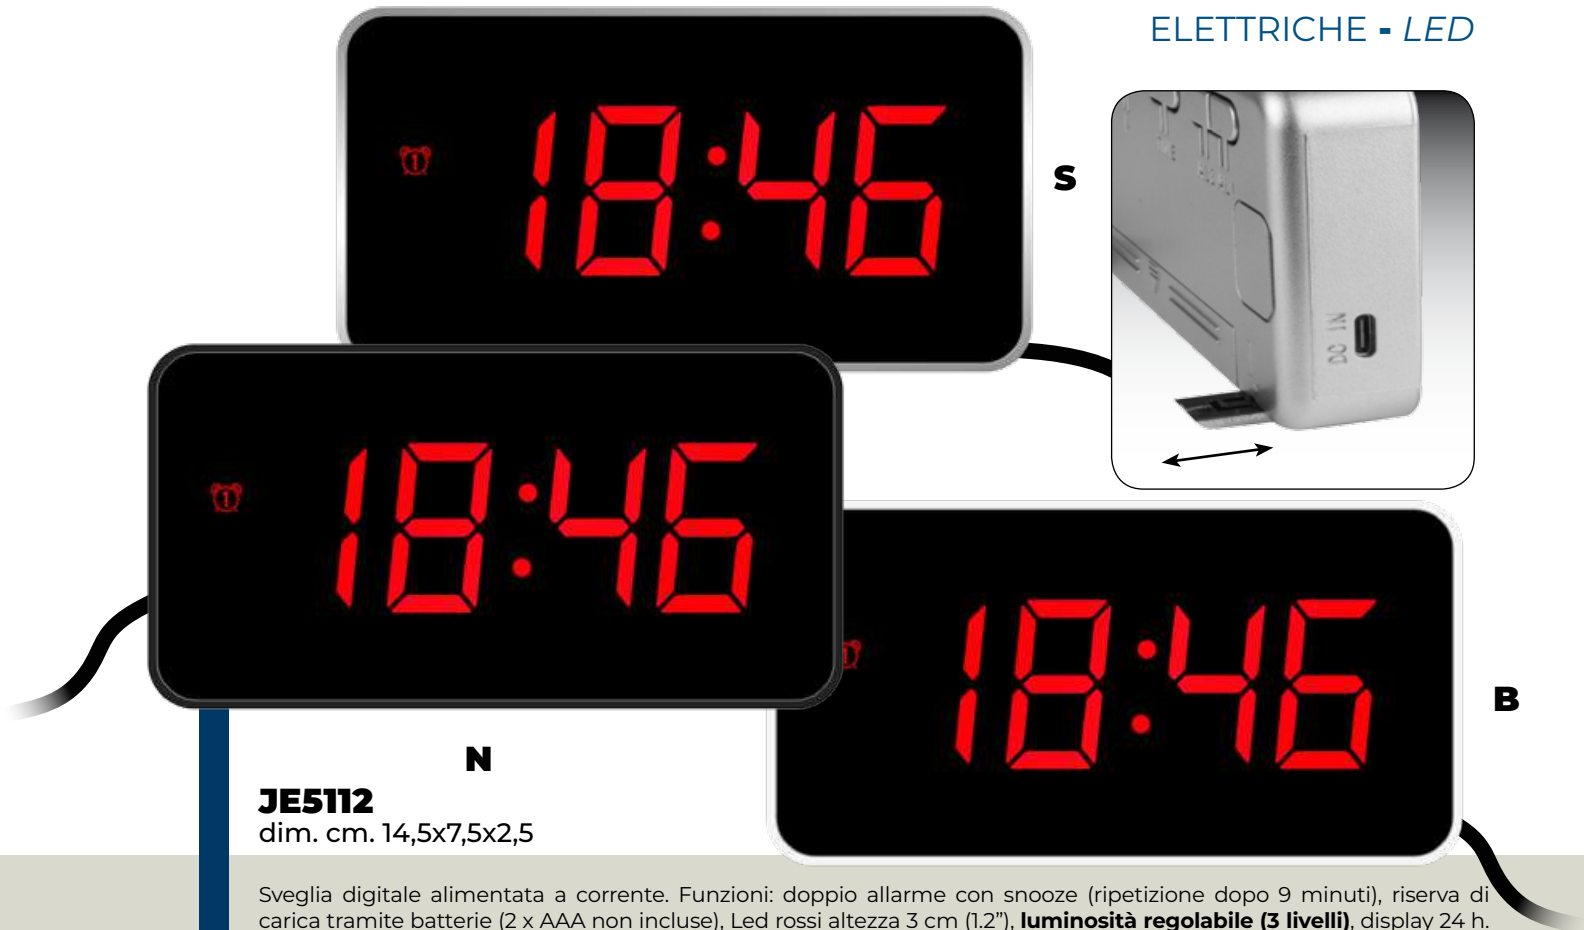 ELETTRICHE - LED
18:46
S
DC IN
18:46
18:46
B
N
JE5112
dim. cm. 14,5x7,5x2,5
Sveglia digitale alimentata a corrente. Funzioni: doppio allarme con snooze (ripetizione dopo 9 minuti), riserva di
carica tramite batterie (2 x AAA non incluse), Led rossi altezza 3 cm (1.2”), luminosità regolabile (3 livelli), display 24 h.